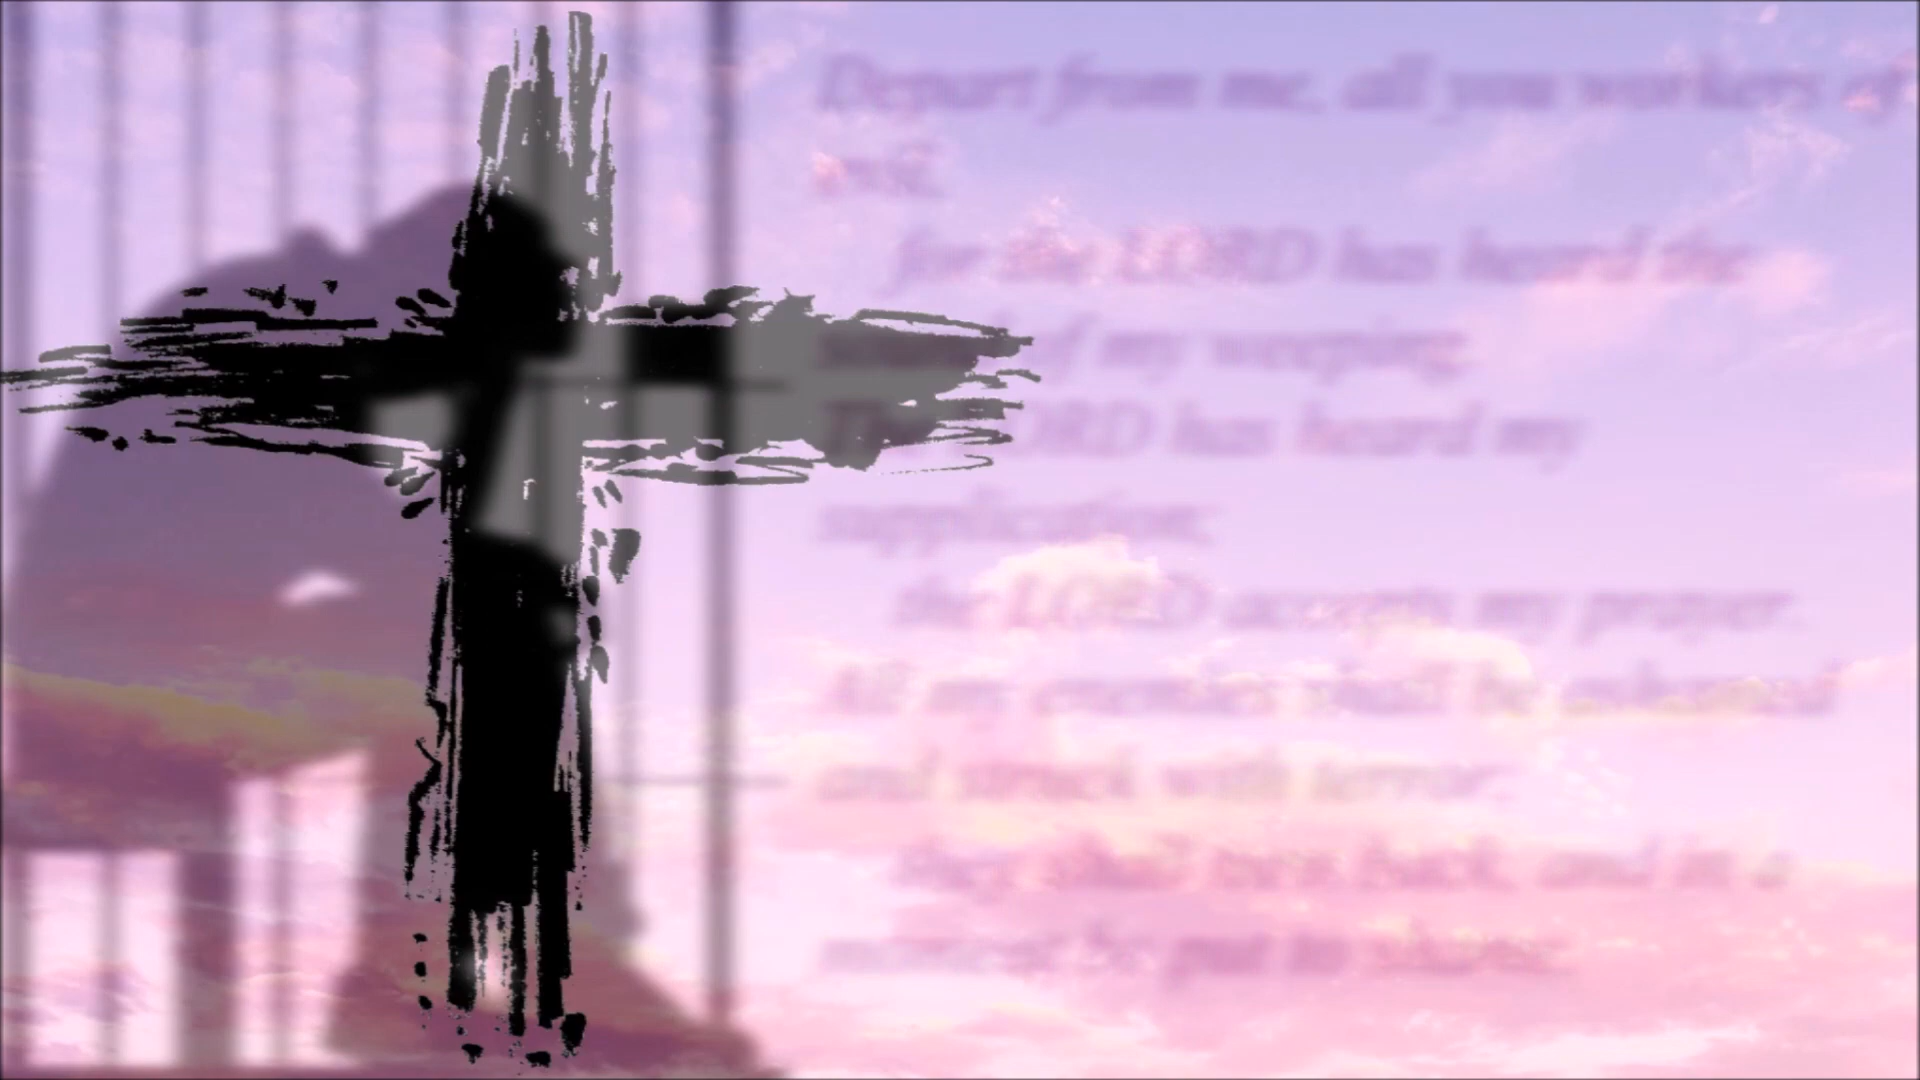 Depart from me, all you workers of
evil,
for the LORD has heard the
of my weeping.
The LORD has heard my
supplication;
the LORD accepts my prayer.
All my enemies shall be ashamed
and struck with terror;
they shall turn back, and in a
moment be put to shame.